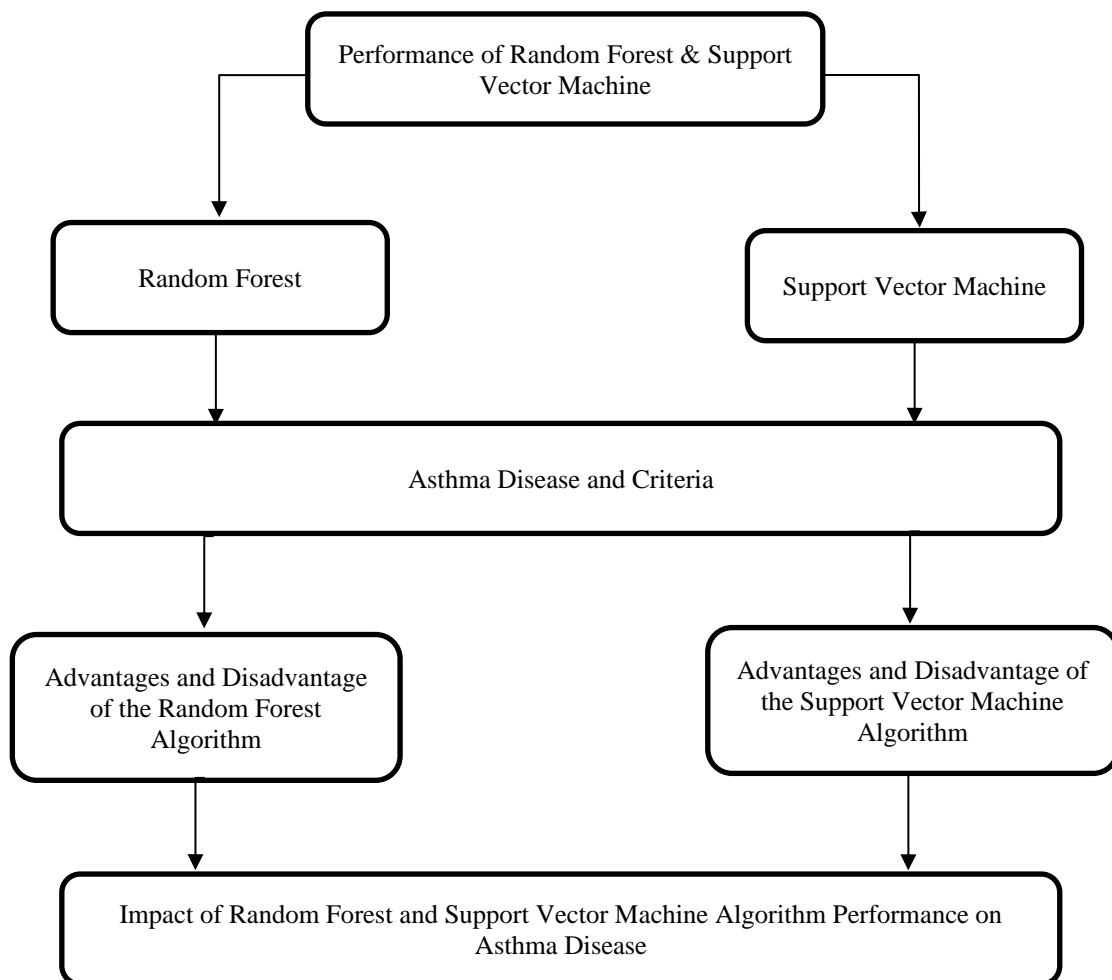 Performance of Random Forest & Support
Vector Machine
Random Forest
Support Vector Machine
Asthma Disease and Criteria
Advantages and Disadvantage
of the Random Forest
Algorithm
Advantages and Disadvantage of
the Support Vector Machine
Algorithm
Impact of Random Forest and Support Vector Machine Algorithm Performance on
Asthma Disease